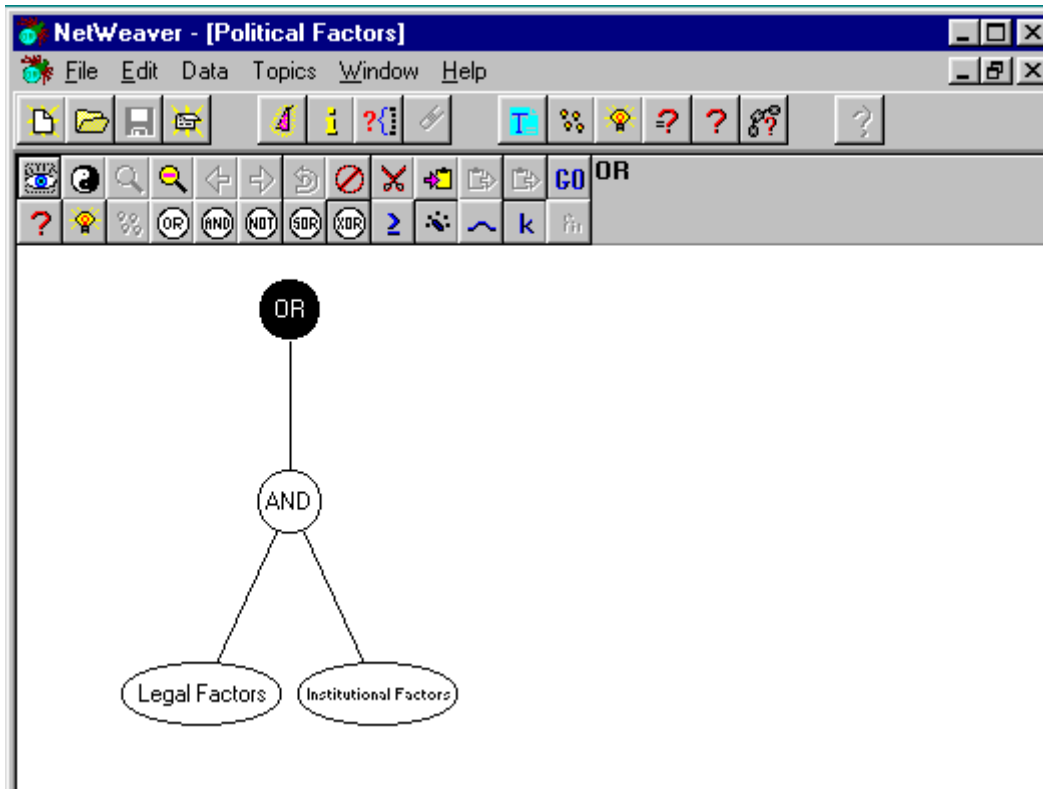 NetWeaver - [Political Factors]
File Edit Data Topics Window Help
i ?{ T ? = ? ?? ?
GO OR
? OR AND NOT SOR XOR ≥ k fn
OR
AND
Legal Factors Institutional Factors